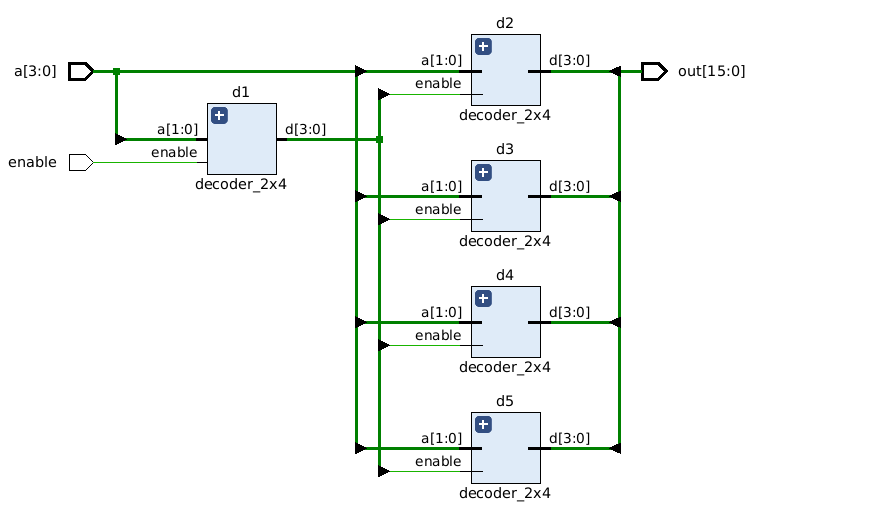 d2
a[3:0]
a[1:0]
d[3:0]
out[15:0]
enable
decoder_2x4
d1
a[1:0]
d[3:0]
enable
enable
decoder_2x4
d3
a[1:0]
d[3:0]
enable
decoder_2x4
d4
a[1:0]
d[3:0]
enable
decoder_2x4
d5
a[1:0]
d[3:0]
enable
decoder_2x4